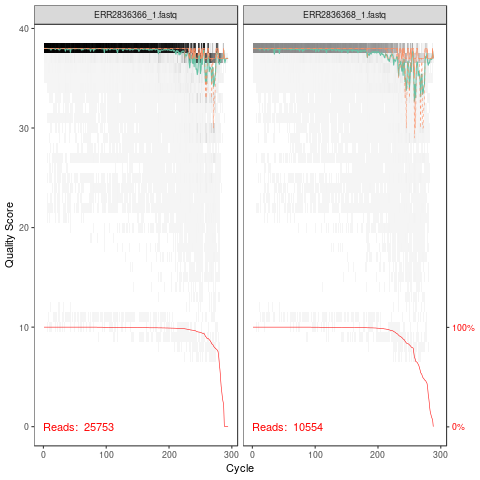 ERR2836366_1.fastq
ERR2836368_1.fastq
40
30
20
10
0
Quality Score
100%
0%
Reads: 25753
Reads: 10554
0 100 200 300
0 100 200 300
Cycle